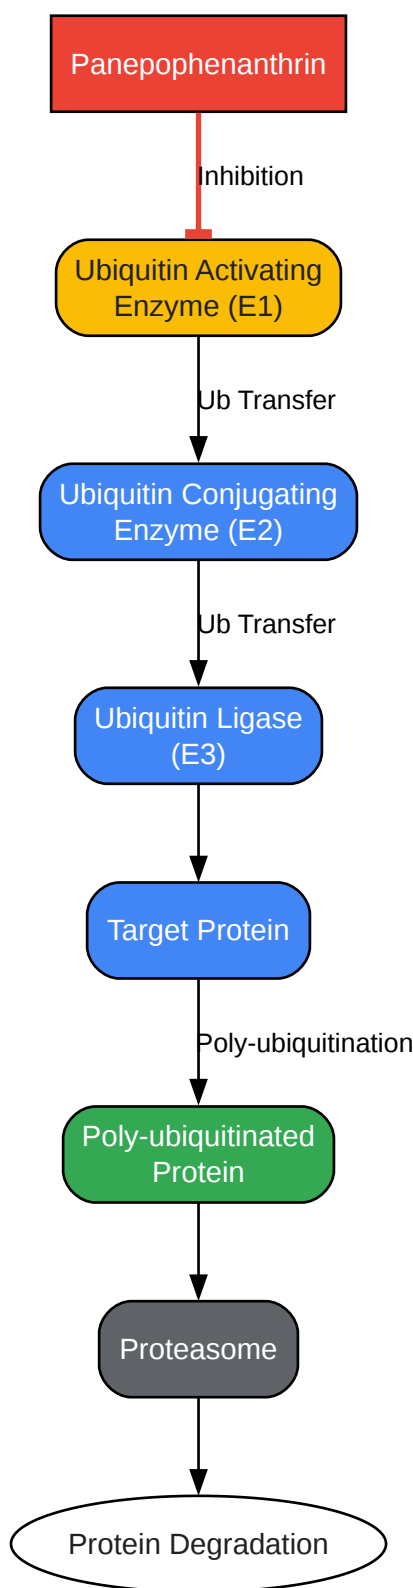 Panepophenanthrin
Inhibition
Ubiquitin Activating
Enzyme (E1)
Ub Transfer
Ubiquitin Conjugating
Enzyme (E2)
Ub Transfer
Ubiquitin Ligase
(E3)
Target Protein
Poly-ubiquitination
Poly-ubiquitinated
Protein
Proteasome
Protein Degradation